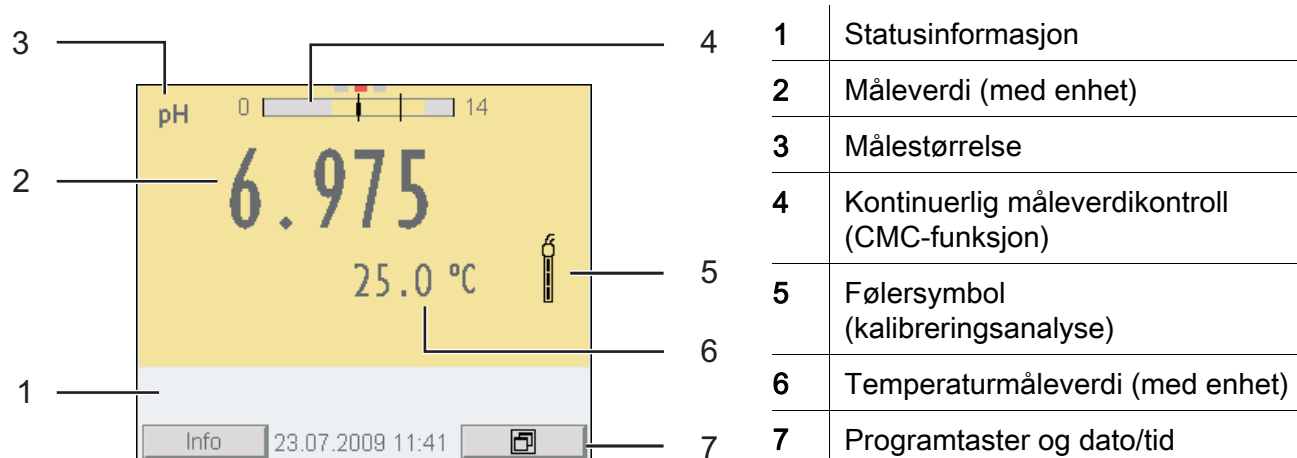 3
4
pH
0
14
2
6.975
25.0 °C
5
6
1
Info
23.07.2009 11:41
7
1 Statusinformasjon
2 Måleverdi (med enhet)
3 Målestørrelse
4 Kontinuerlig måleverdikontroll
(CMC-funksjon)
5 Følersymbol
(kalibreringsanalyse)
6 Temperaturmåleverdi (med enhet)
7 Programtaster og dato/tid